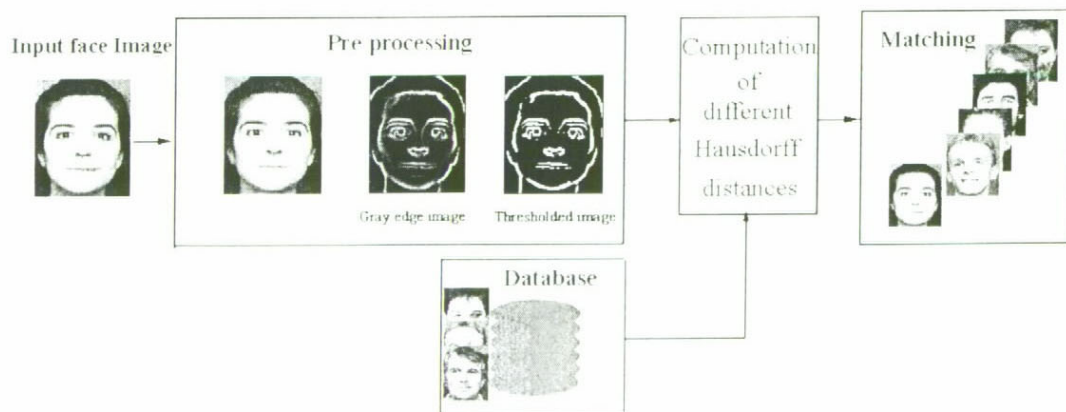 Input face Image
Pre processing
Gray edge image
Thresholded image
Computation
of
different
Hausdorff
distances
Matching
Database